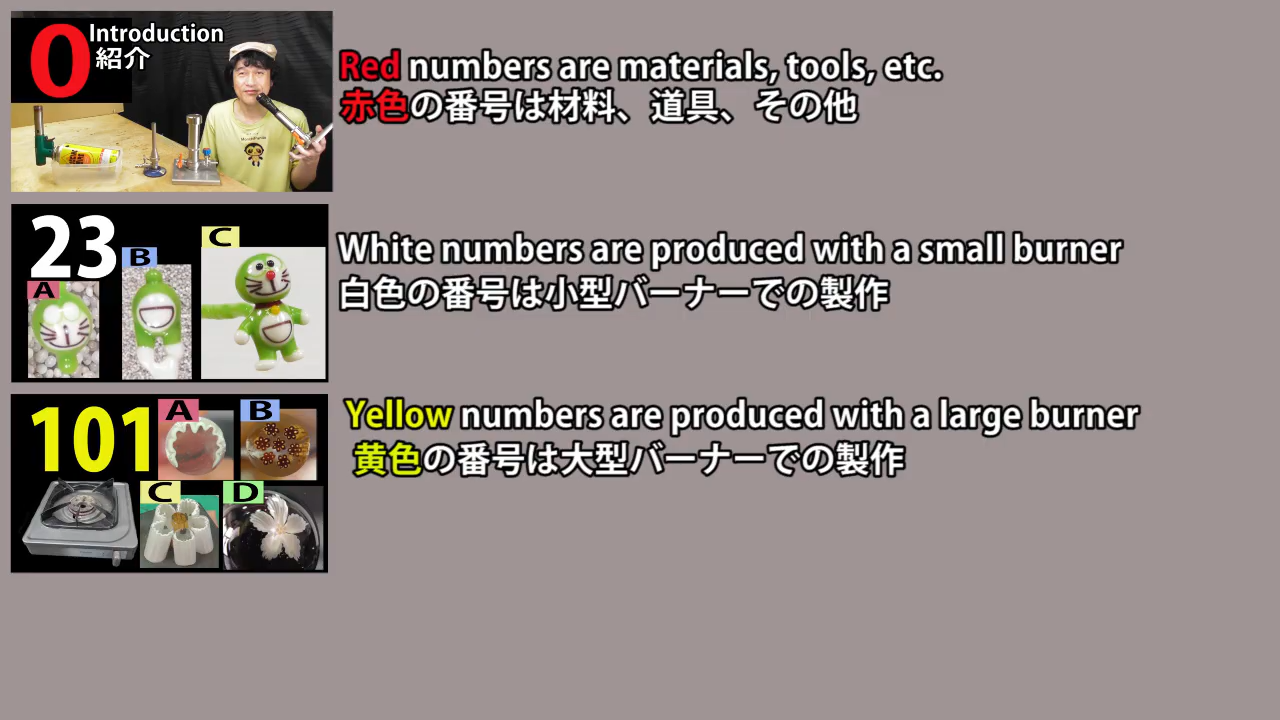 0
Introduction
紹介
Red numbers are materials, tools, etc.
赤色の番号は材料、道具、その他
23
A
B
C
White numbers are produced with a small burner
白色の番号は小型バーナーでの製作
101
A
B
C
D
Yellow numbers are produced with a large burner
黄色の番号は大型バーナーでの製作